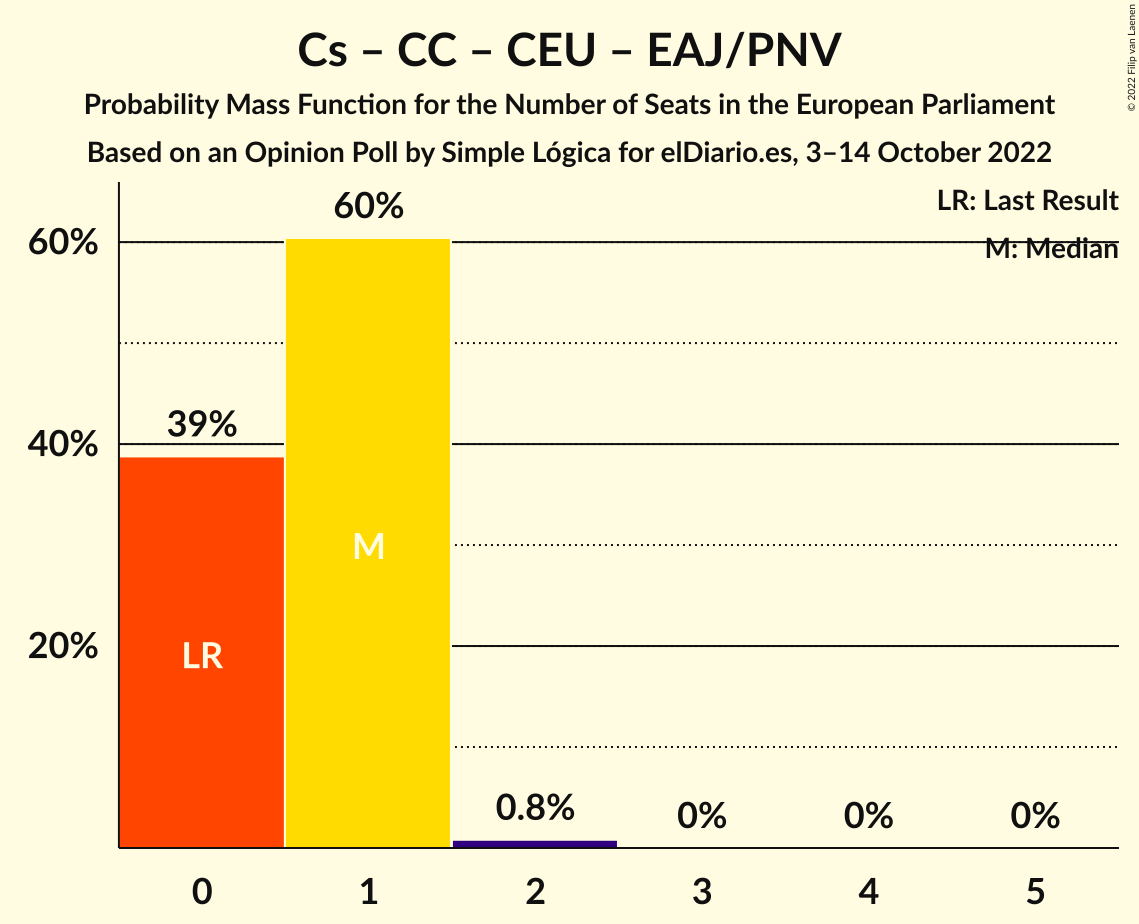 Cs – CC – CEU – EAJ/PNV
Probability Mass Function for the Number of Seats in the European Parliament
Based on an Opinion Poll by Simple Lógica for elDiario.es, 3–14 October 2022
© 2022 Filip van Laenen
LR: Last Result
M: Median
60%
40%
20%
39%
60%
0.8%
0%
0%
0%
LR
M
0 1 2 3 4 5